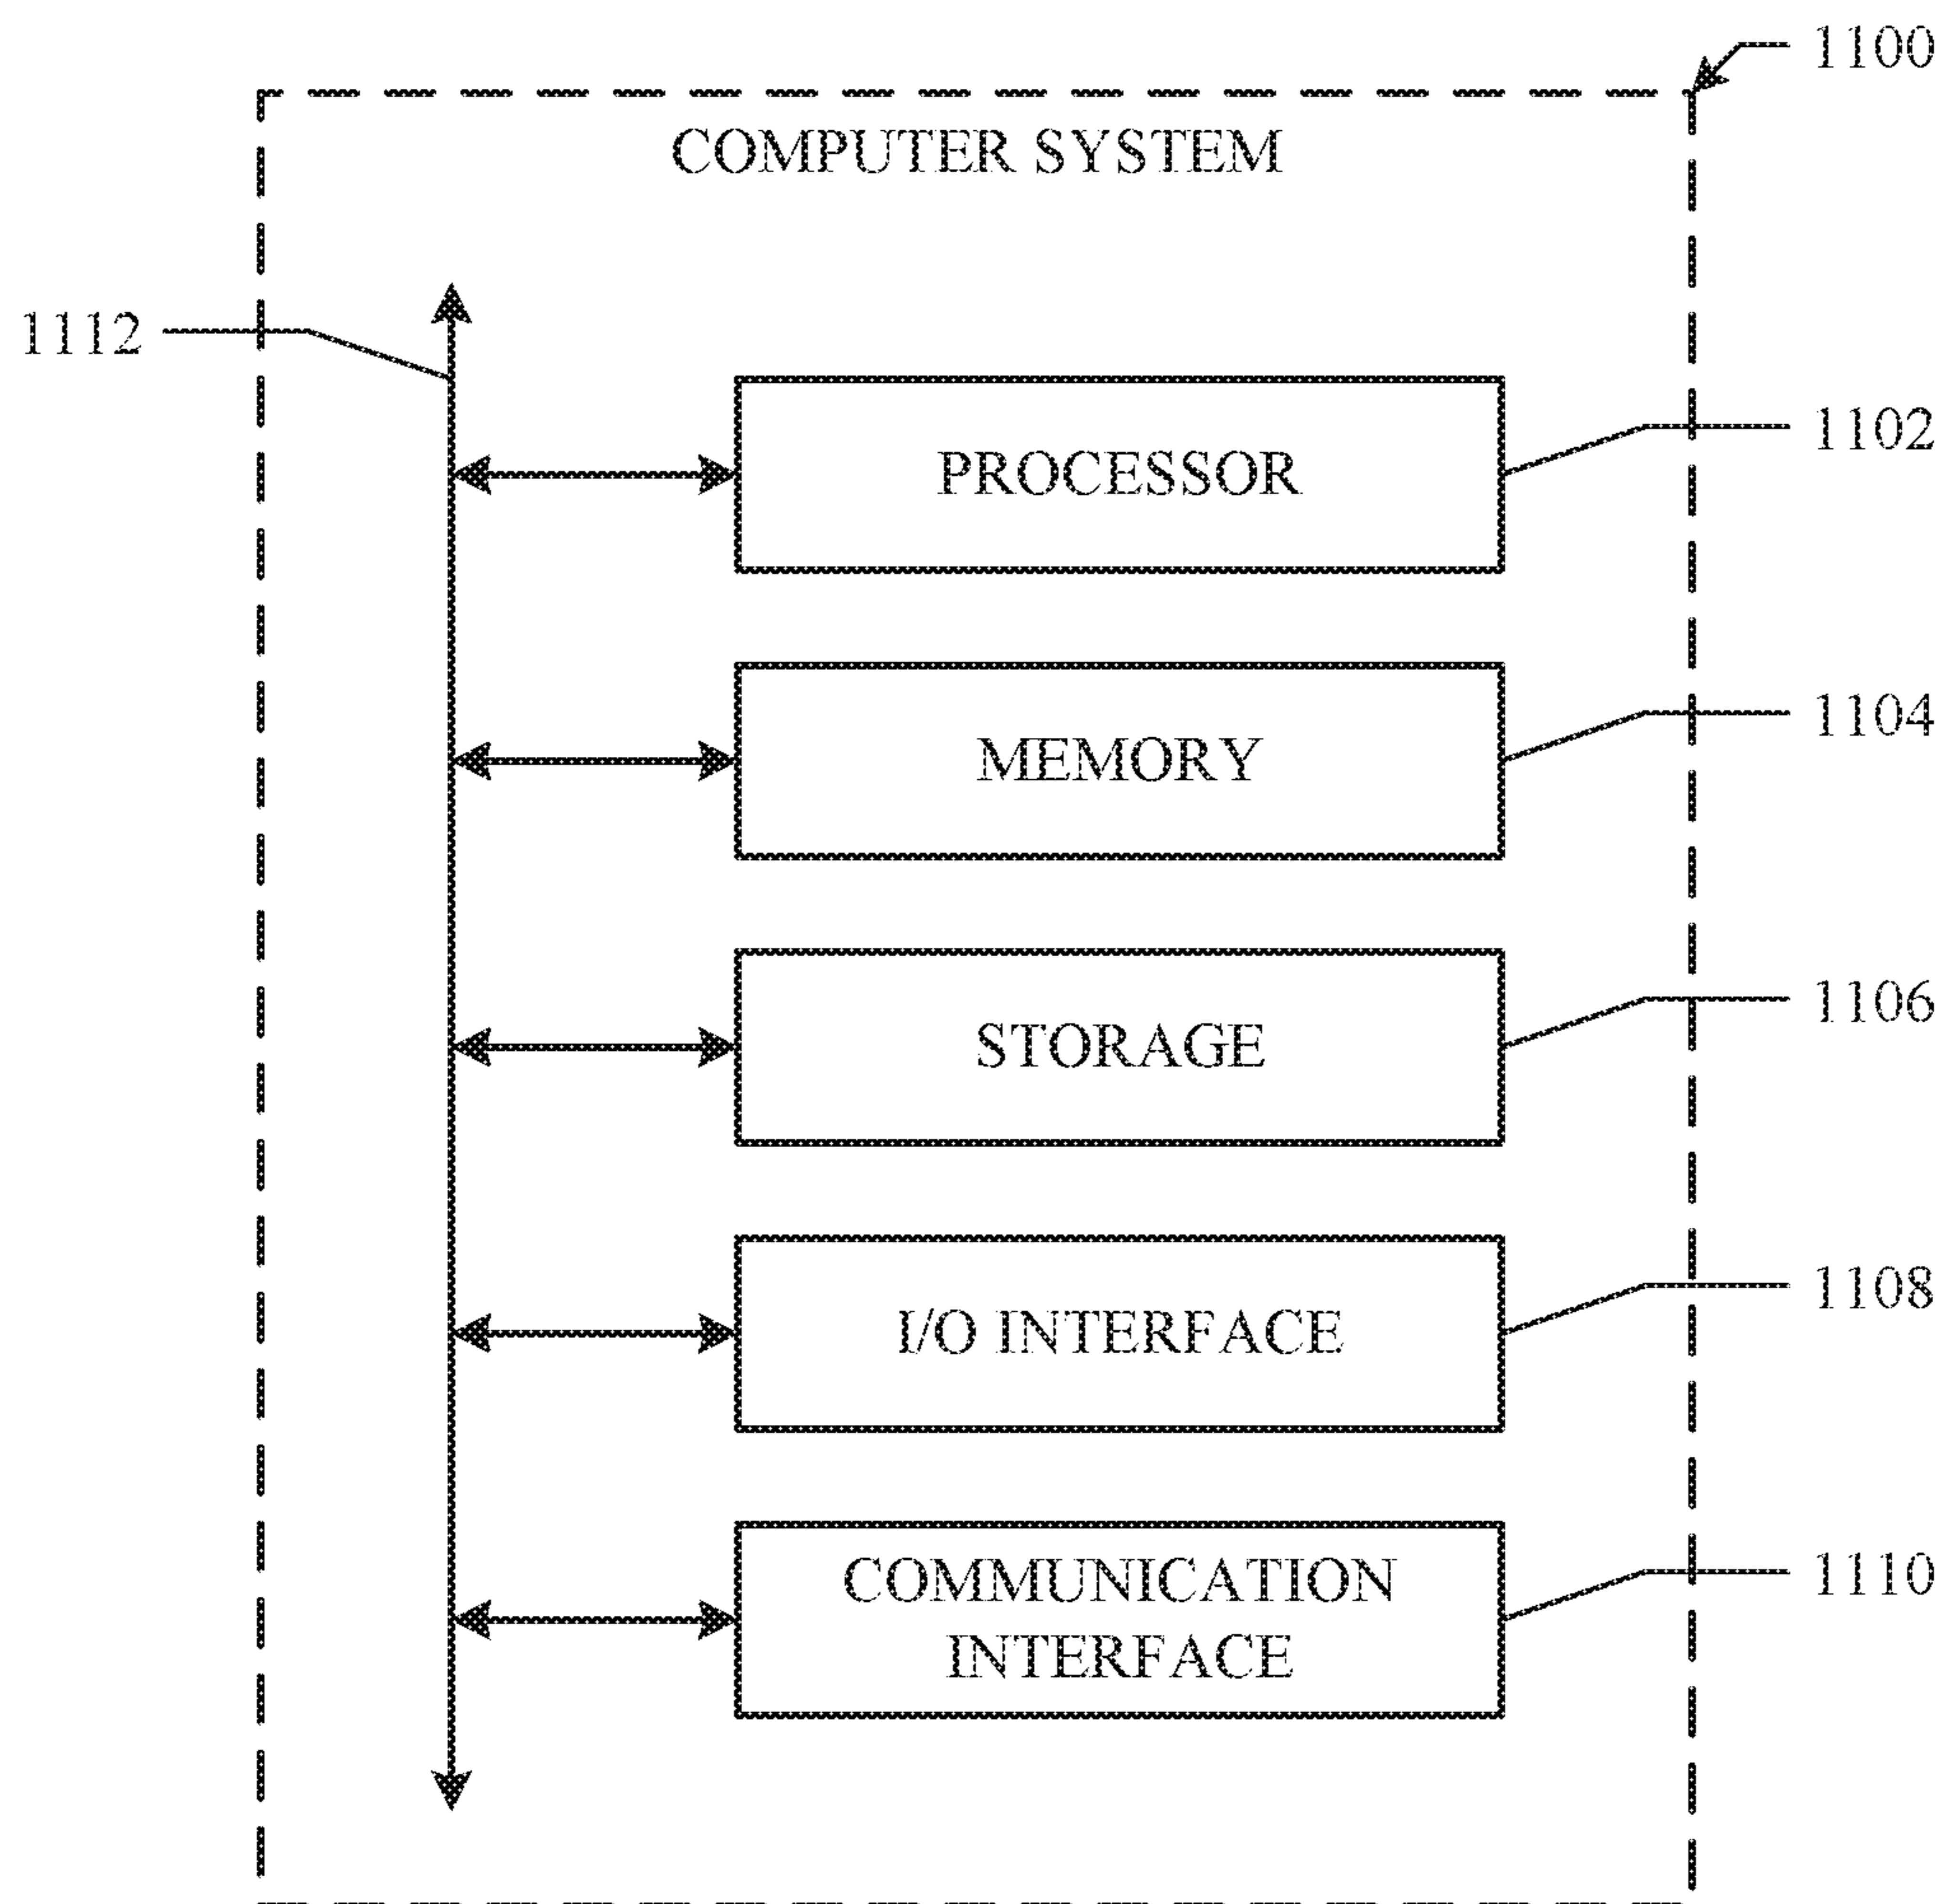 1100
COMPUTER SYSTEM
1112
PROCESSOR
1102
MEMORY
1104
STORAGE
1106
I/O INTERFACE
1108
COMMUNICATION
INTERFACE
1110